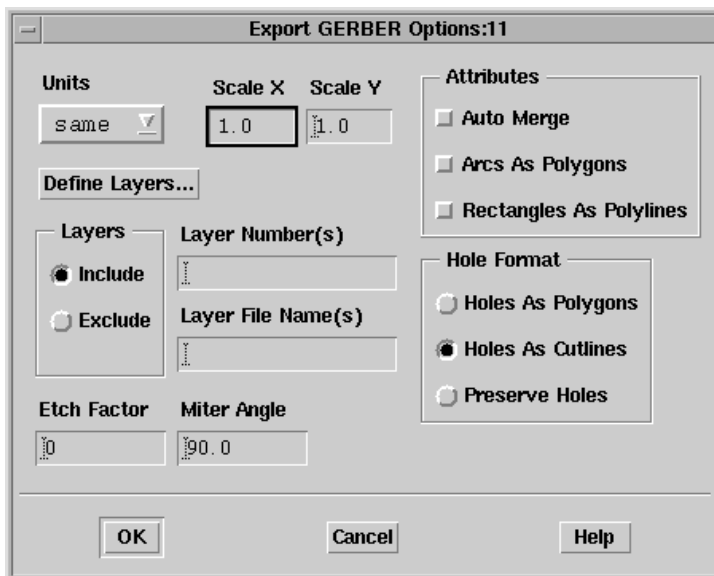 Export GERBER Options:11
Units
Scale X
Scale Y
same
1.0
1.0
Define Layers...
Layers
Include
Exclude
Layer Number(s)
Layer File Name(s)
Etch Factor
Miter Angle
0
90.0
Attributes
Auto Merge
Arcs As Polygons
Rectangles As Polylines
Hole Format
Holes As Polygons
Holes As Cutlines
Preserve Holes
OK
Cancel
Help